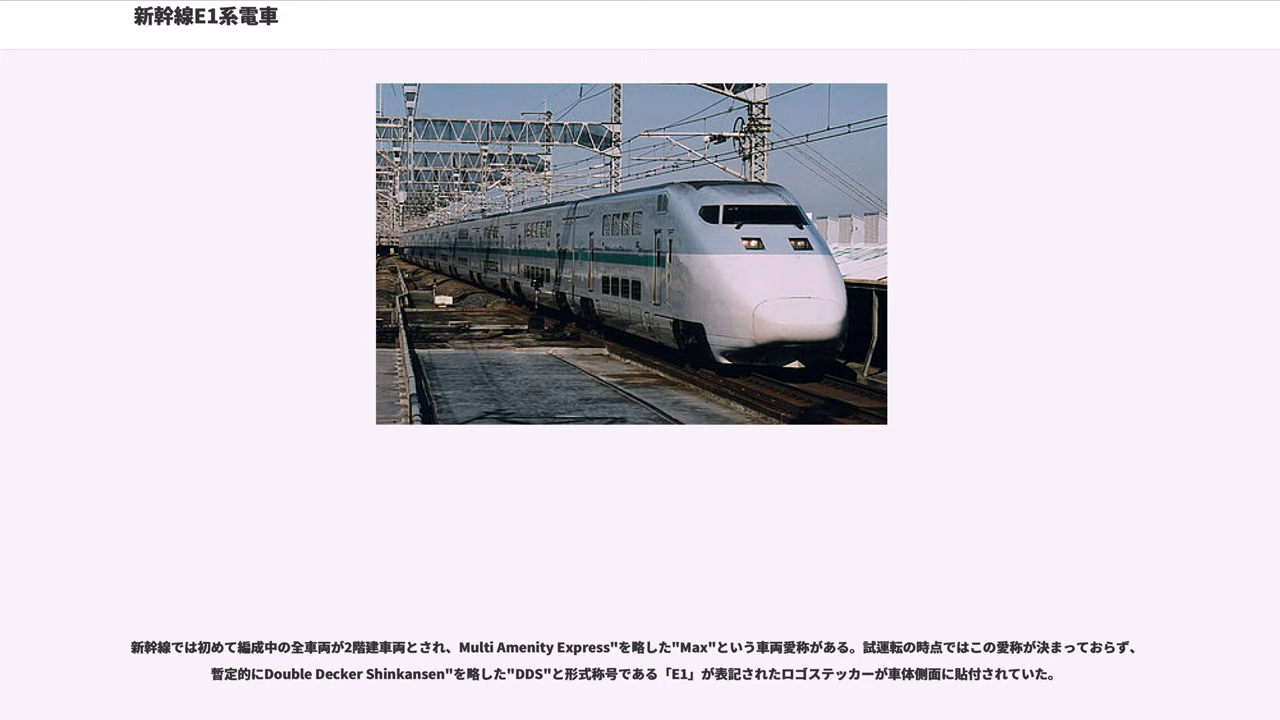 新幹線E1系電車
新幹線では初めて編成中の全車両が2階建車両とされ、Multi Amenity Express"を略した"Max"という車両愛称がある。試運転の時点ではこの愛称が決まっておらず、
暫定的にDouble Decker Shinkansen"を略した"DDS"と形式称号である「E1」が表記されたロゴステッカーが車体側面に貼付されていた。